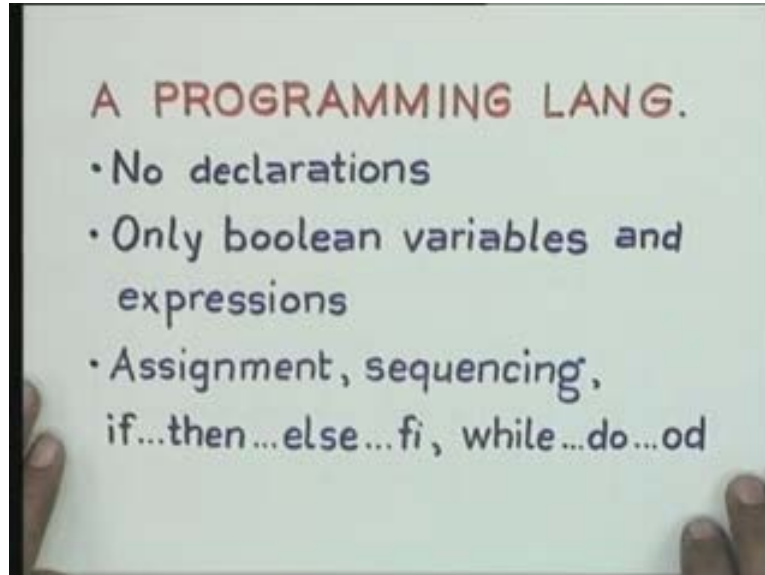 A PROGRAMMING LANG.
• No declarations
• Only boolean variables and
expressions
• Assignment, sequencing,
if...then...else...fi, while...do...od